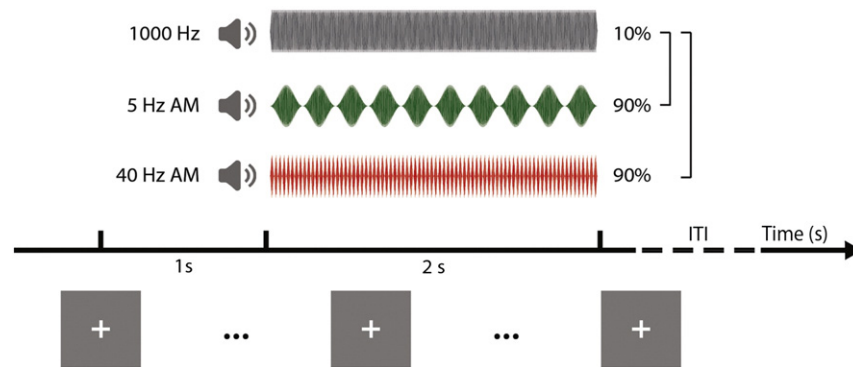 1000 Hz 10%
5 Hz AM 90%
40 Hz AM 90%
ITI Time (s)
1s 2 s
+ ... + ... +